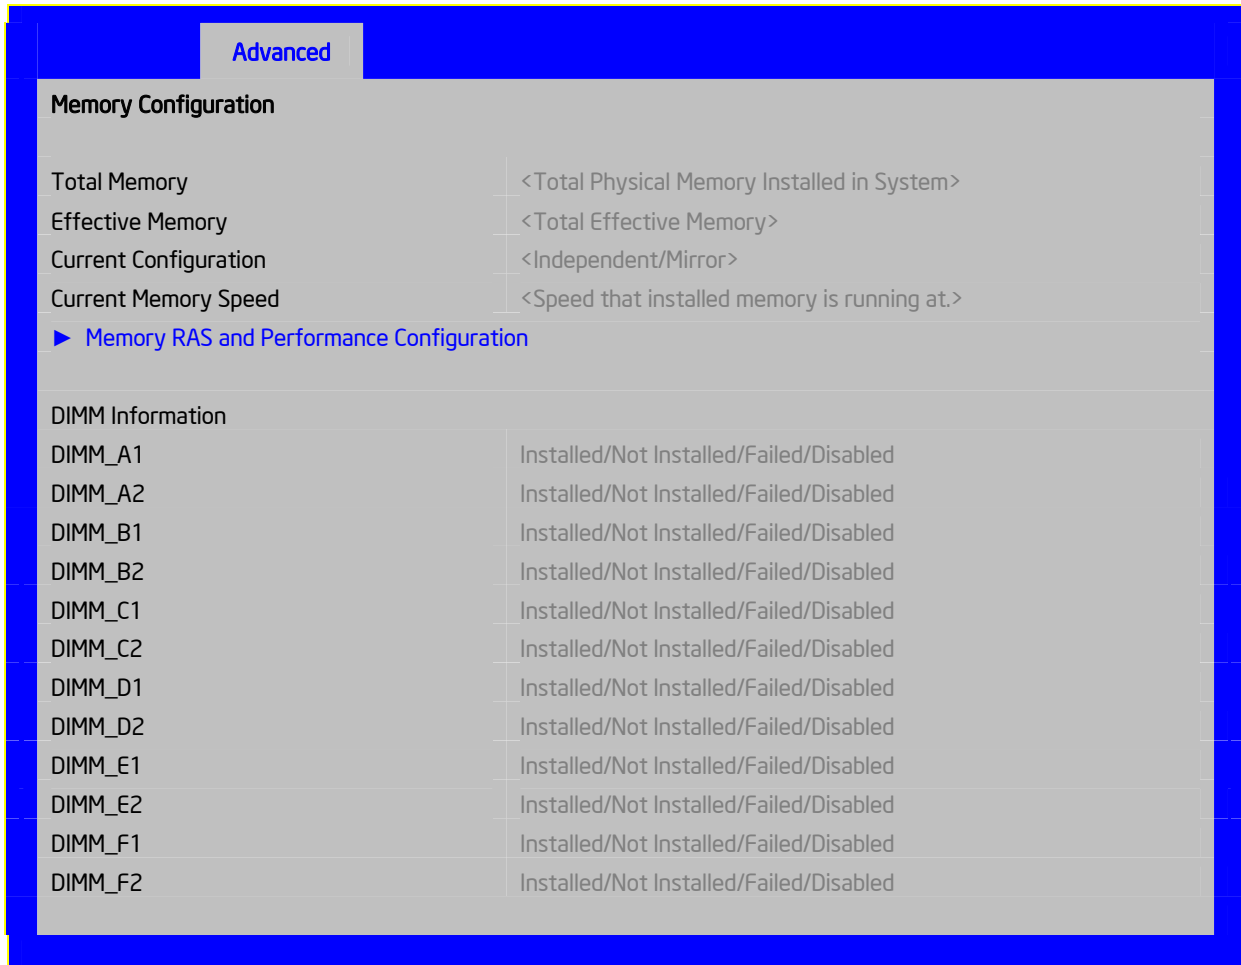 Advanced
Memory Configuration
Total Memory <Total Physical Memory Installed in System>
Effective Memory <Total Effective Memory>
Current Configuration <Independent/Mirror>
Current Memory Speed <Speed that installed memory is running at.>
► Memory RAS and Performance Configuration
DIMM Information
DIMM_A1 Installed/Not Installed/Failed/Disabled
DIMM_A2 Installed/Not Installed/Failed/Disabled
DIMM_B1 Installed/Not Installed/Failed/Disabled
DIMM_B2 Installed/Not Installed/Failed/Disabled
DIMM_C1 Installed/Not Installed/Failed/Disabled
DIMM_C2 Installed/Not Installed/Failed/Disabled
DIMM_D1 Installed/Not Installed/Failed/Disabled
DIMM_D2 Installed/Not Installed/Failed/Disabled
DIMM_E1 Installed/Not Installed/Failed/Disabled
DIMM_E2 Installed/Not Installed/Failed/Disabled
DIMM_F1 Installed/Not Installed/Failed/Disabled
DIMM_F2 Installed/Not Installed/Failed/Disabled